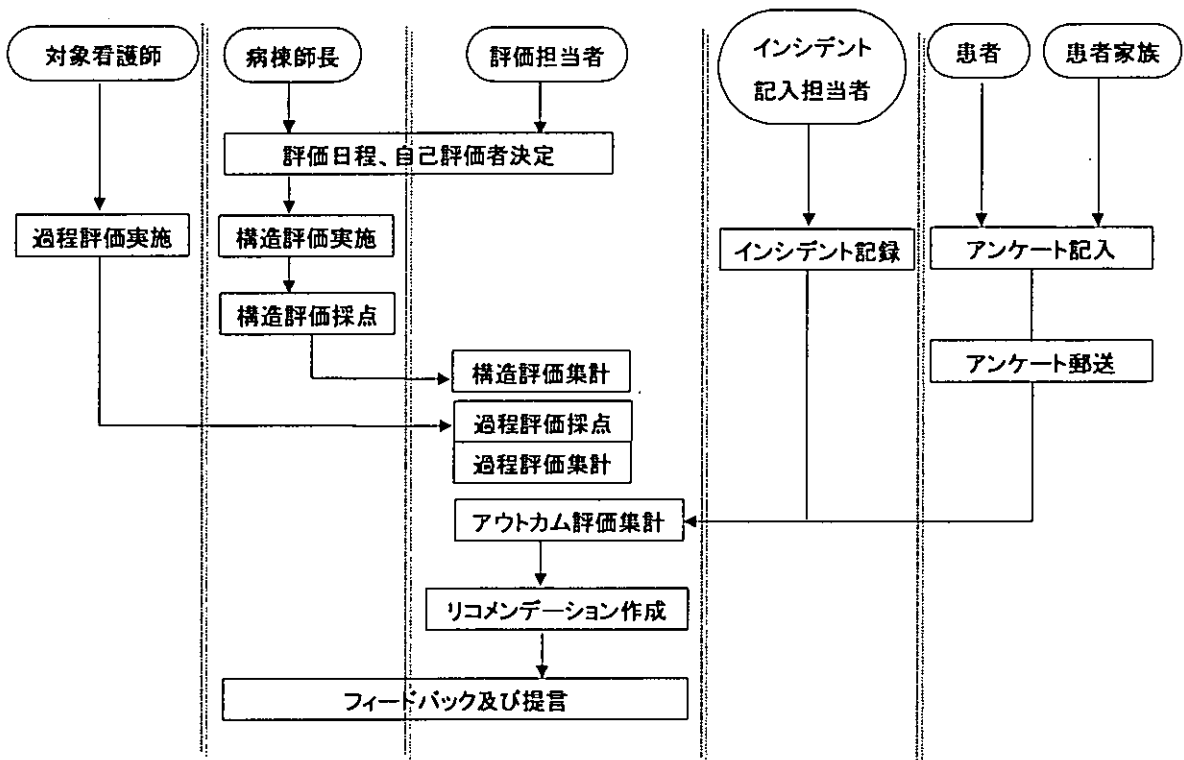 対象看護師
病棟師長
評価担当者
インシデント
記入担当者
患者
患者家族
評価日程、自己評価者決定
過程評価実施
構造評価実施
インシデント記録
アンケート記入
構造評価採点
アンケート郵送
構造評価集計
過程評価採点
過程評価集計
アウトカム評価集計
リコメンデーション作成
フィードバック及び提言